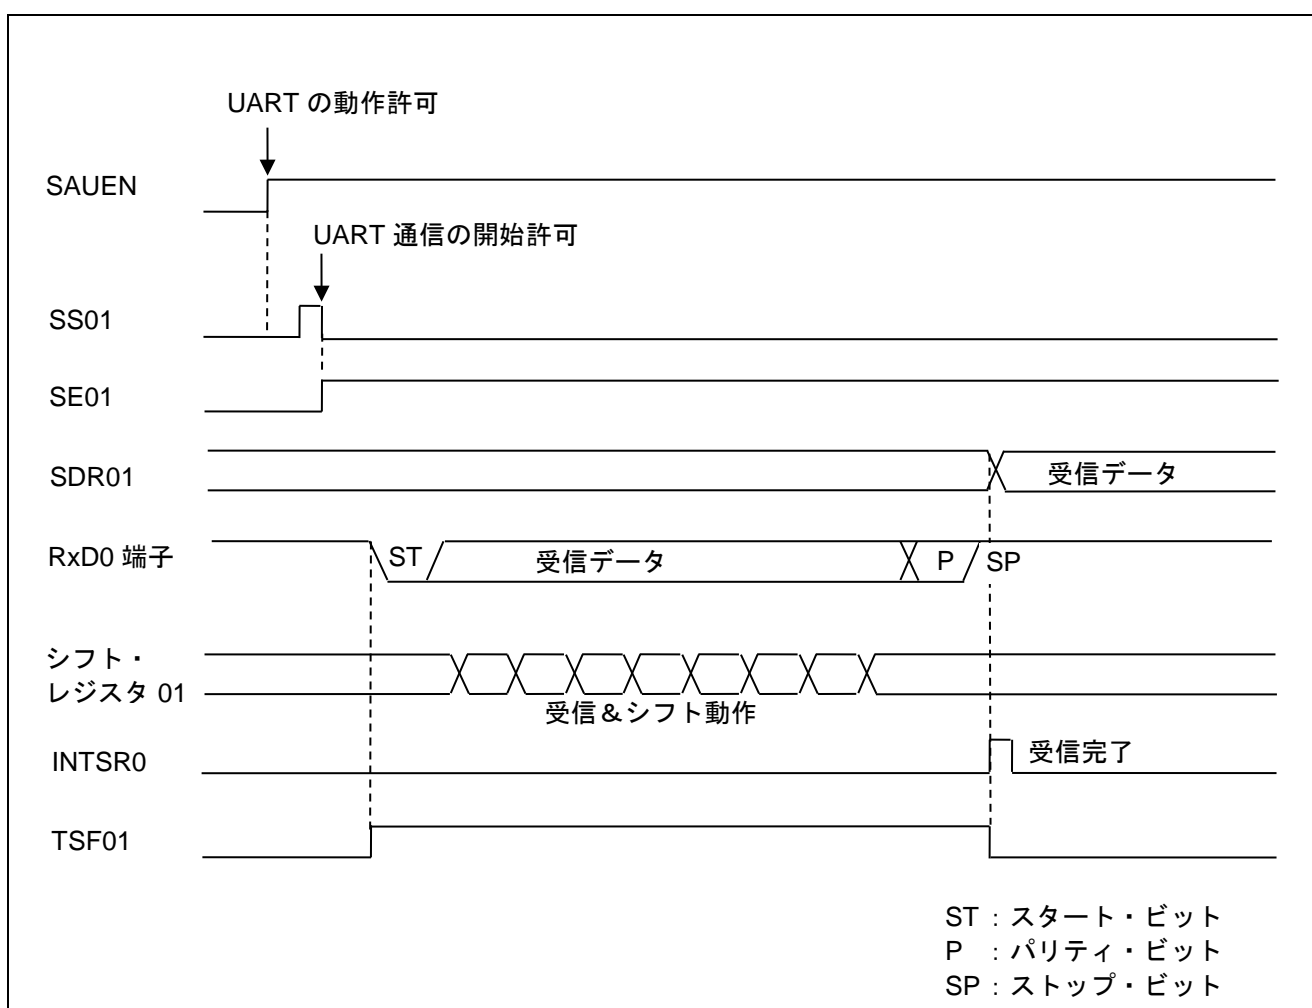 UART の動作許可
SAUEN
UART 通信の開始許可
SS01
SE01
SDR01
受信データ
RxD0 端子
ST
受信データ
P
SP
シフト・
レジスタ 01
受信＆シフト動作
INTSR0
受信完了
TSF01
ST : スタート・ビット
P : パリティ・ビット
SP : ストップ・ビット